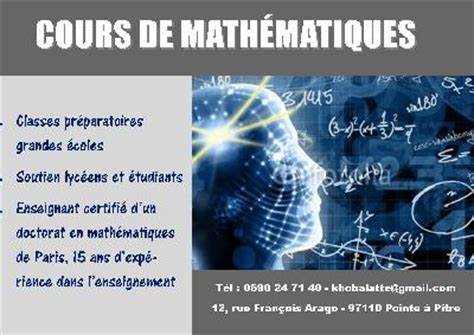 COURS DE MATHÉMATIQUES
Classes préparatoires
grandes écoles
Soutien lycéens et étudiants
Enseignant certifié d'un
doctorat en mathématiques
de Paris, 15 ans d'expé-
rience dans l'enseignement
3,1415
Tél : 0590 24 71 40 - khobalatte@gmail.com
12, rue François Arago - 97110 Pointe à Pitre